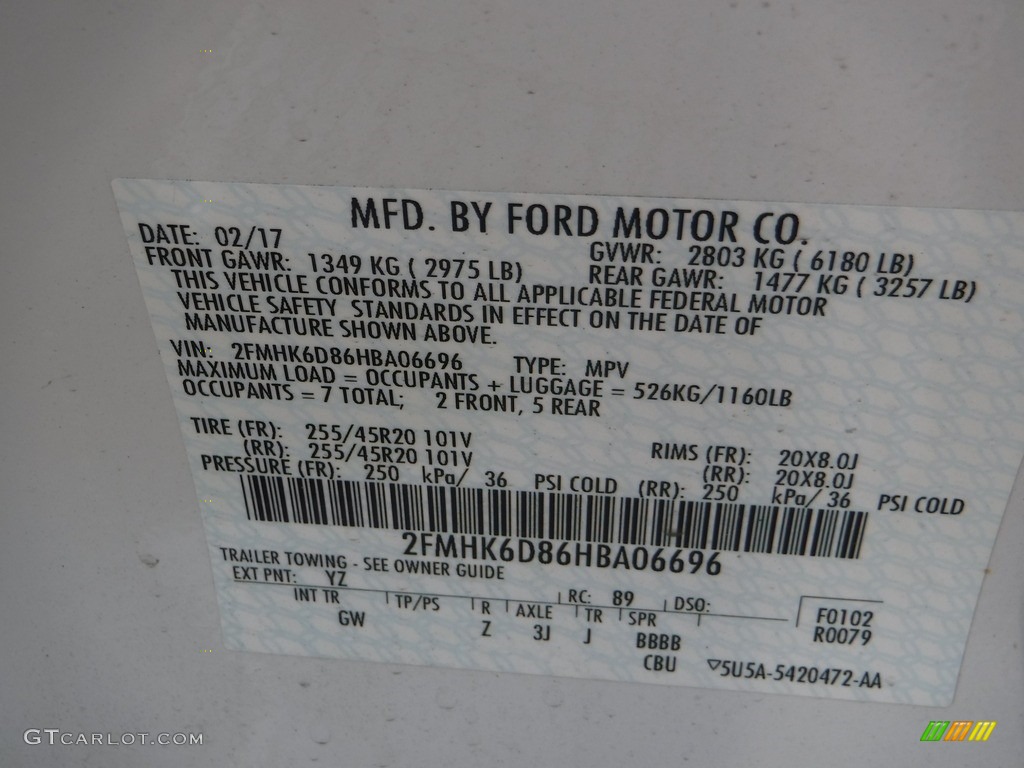 MFD. BY FORD MOTOR CO.
DATE: 02/17 GVWR: 2803 KG ( 6180 LB)
FRONT GAWR: 1349 KG ( 2975 LB) REAR GAWR: 1477 KG ( 3257 LB)
THIS VEHICLE CONFORMS TO ALL APPLICABLE FEDERAL MOTOR
VEHICLE SAFETY STANDARDS IN EFFECT ON THE DATE OF
MANUFACTURE SHOWN ABOVE.
VIN: 2FMHK6D86HBA06696 TYPE: MPV
MAXIMUM LOAD = OCCUPANTS + LUGGAGE = 526KG/1160LB
OCCUPANTS = 7 TOTAL; 2 FRONT, 5 REAR
TIRE (FR): 255/45R20 101V RIMS (FR): 20X8.0J
(RR): 255/45R20 101V (RR): 20X8.0J
PRESSURE (FR): 250 kPa/ 36 PSI COLD (RR): 250 kPa/ 36 PSI COLD
2FMHK6D86HBA06696
TRAILER TOWING - SEE OWNER GUIDE
EXT PNT: YZ RC: 89 DSO:
INT TR TP/PS R AXLE TR SPR F0102
GW Z 3J J BBBB R0079
CBU ▽5U5A-5420472-AA
GTCARLOT.COM